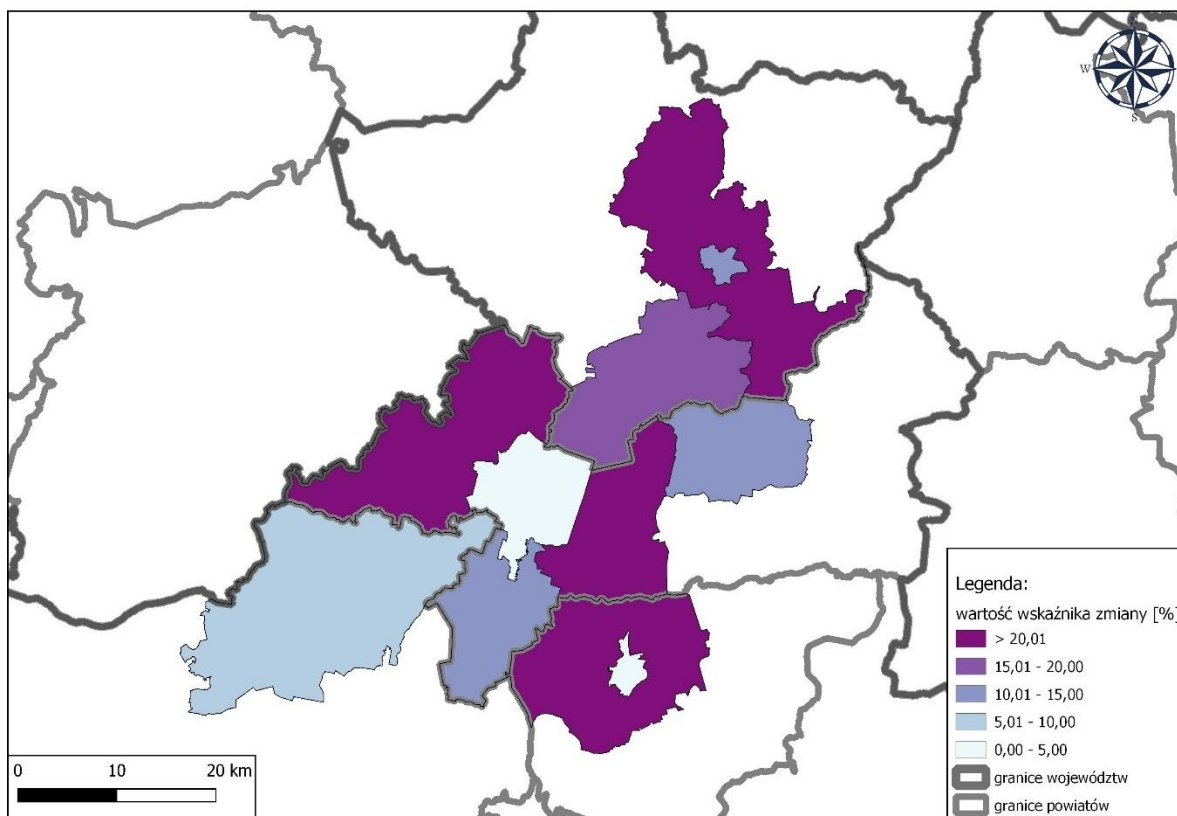 W
S
Legenda:
wartość wskaźnika zmiany [%]
> 20,01
15,01 - 20,00
10,01 - 15,00
5,01 - 10,00
0,00 - 5,00
granice województw
granice powiatów
0 10 20 km